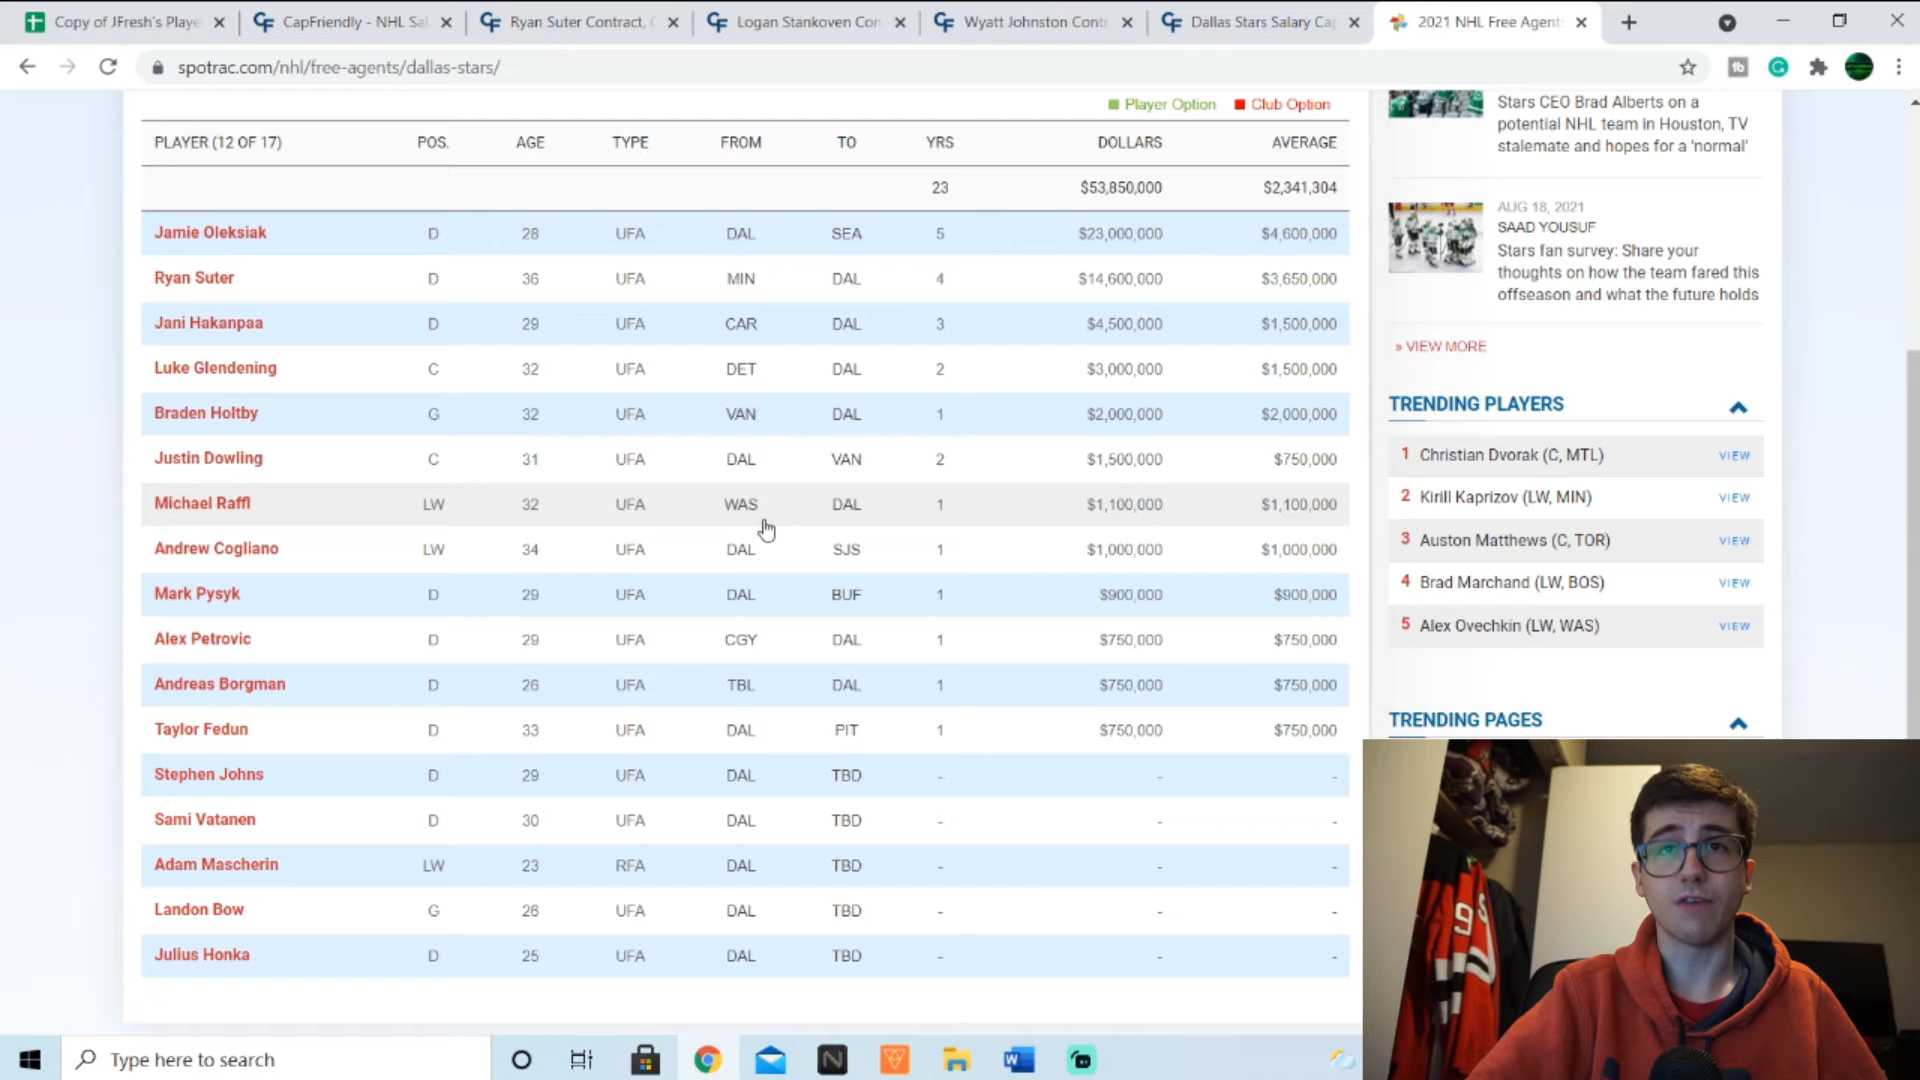 Copy of JFresh's Playe
CapFriendly - NHL Sal
Ryan Suter Contract, C
Logan Stankoven Con
Wyatt Johnston Contr
Dallas Stars Salary Cap
2021 NHL Free Agent
spotrac.com/nhl/free-agents/dallas-stars/
Player Option Club Option
PLAYER (12 OF 17) POS. AGE TYPE FROM TO YRS DOLLARS AVERAGE
23 $53,850,000 $2,341,304
Jamie Oleksiak D 28 UFA DAL SEA 5 $23,000,000 $4,600,000
Ryan Suter D 36 UFA MIN DAL 4 $14,600,000 $3,650,000
Jani Hakanpaa D 29 UFA CAR DAL 3 $4,500,000 $1,500,000
Luke Glendening C 32 UFA DET DAL 2 $3,000,000 $1,500,000
Braden Holtby G 32 UFA VAN DAL 1 $2,000,000 $2,000,000
Justin Dowling C 31 UFA DAL VAN 2 $1,500,000 $750,000
Michael Raffl LW 32 UFA WAS DAL 1 $1,100,000 $1,100,000
Andrew Cogliano LW 34 UFA DAL SJS 1 $1,000,000 $1,000,000
Mark Pysyk D 29 UFA DAL BUF 1 $900,000 $900,000
Alex Petrovic D 29 UFA CGY DAL 1 $750,000 $750,000
Andreas Borgman D 26 UFA TBL DAL 1 $750,000 $750,000
Taylor Fedun D 33 UFA DAL PIT 1 $750,000 $750,000
Stephen Johns D 29 UFA DAL TBD - - -
Sami Vatanen D 30 UFA DAL TBD - - -
Adam Mascherin LW 23 RFA DAL TBD - - -
Landon Bow G 26 UFA DAL TBD - - -
Julius Honka D 25 UFA DAL TBD - - -
Stars CEO Brad Alberts on a
potential NHL team in Houston, TV
stalemate and hopes for a 'normal'
AUG 18, 2021
SAAD YOUSUF
Stars fan survey: Share your
thoughts on how the team fared this
offseason and what the future holds
» VIEW MORE
TRENDING PLAYERS
1 Christian Dvorak (C, MTL) VIEW
2 Kirill Kaprizov (LW, MIN) VIEW
3 Auston Matthews (C, TOR) VIEW
4 Brad Marchand (LW, BOS) VIEW
5 Alex Ovechkin (LW, WAS) VIEW
TRENDING PAGES
Type here to search